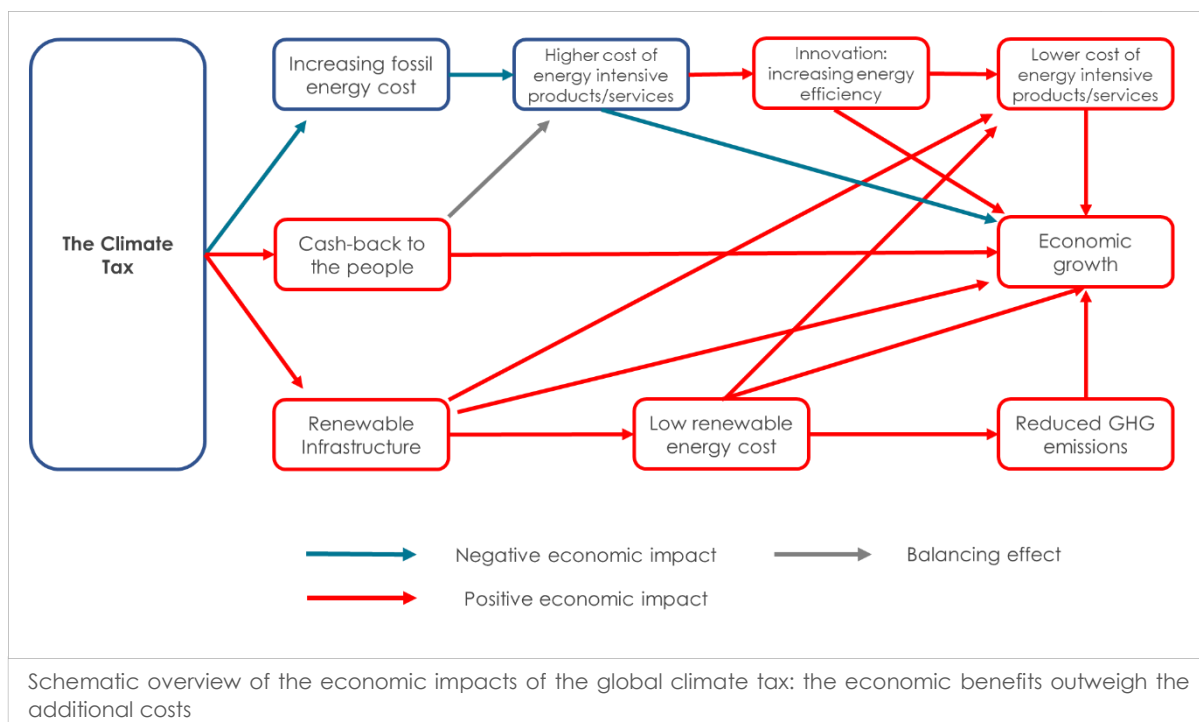 The Climate
Tax
Increasing fossil
energy cost
Higher cost of
energy intensive
products/services
Innovation:
increasing energy
efficiency
Lower cost of
energy intensive
products/services
Cash-back to
the people
Economic
growth
Renewable
Infrastructure
Low renewable
energy cost
Reduced GHG
emissions
Negative economic impact
Balancing effect
Positive economic impact
Schematic overview of the economic impacts of the global climate tax: the economic benefits outweigh the
additional costs